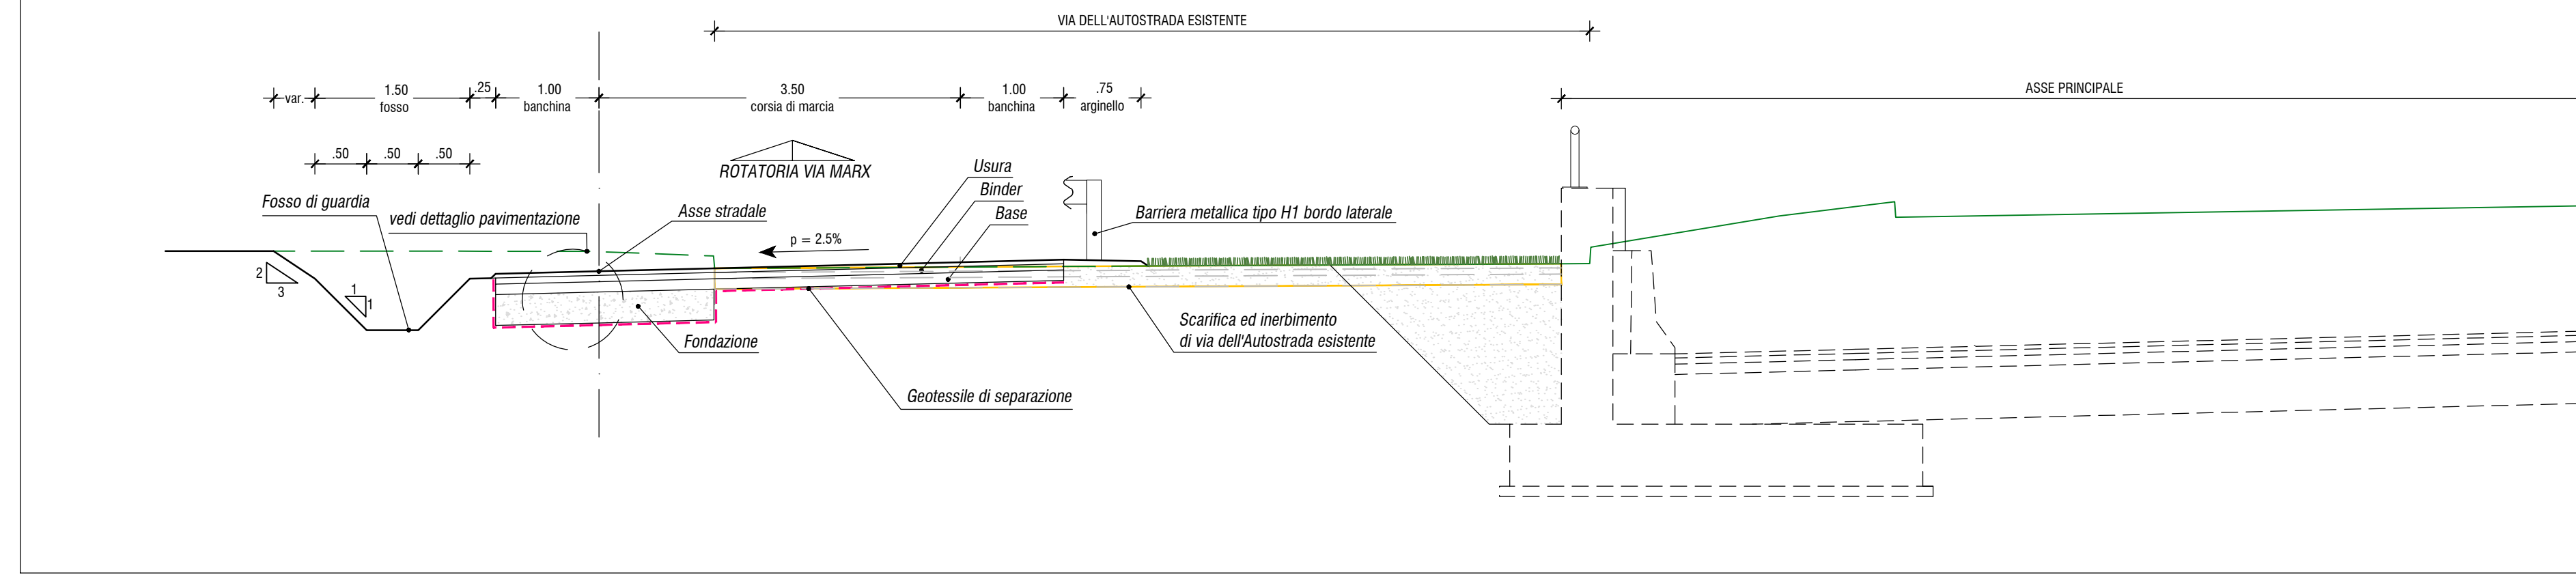 VIA DELL'AUTOSTRADA ESISTENTE
ASSE PRINCIPALE
var.
1.50
fosso
.25
1.00
banchina
3.50
corsia di marcia
1.00
banchina
.75
arginello
.50
.50
.50
ROTATORIA VIA MARX
Usura
Binder
Base
Fosso di guardia
vedi dettaglio pavimentazione
Asse stradale
p = 2.5%
Barriera metallica tipo H1 bordo laterale
2
3
1
1
Fondazione
Scarifica ed inerbimento
di via dell'Autostrada esistente
Geotessile di separazione